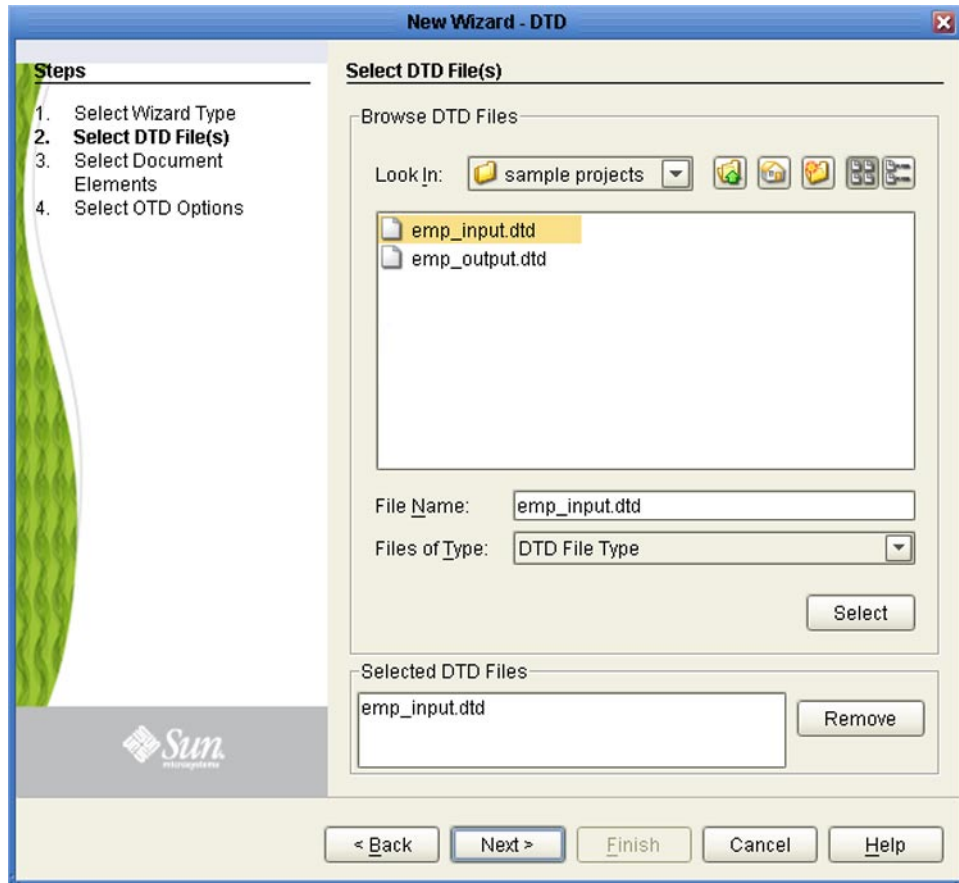 New Wizard - DTD
Steps
1. Select Wizard Type
2. Select DTD File(s)
3. Select Document
Elements
4. Select OTD Options
Sun
microsystems
Select DTD File(s)
Browse DTD Files
Look In: sample projects
emp_input.dtd
emp_output.dtd
File Name: emp_input.dtd
Files of Type: DTD File Type
Select
Selected DTD Files
emp_input.dtd
Remove
< Back Next > Finish Cancel Help